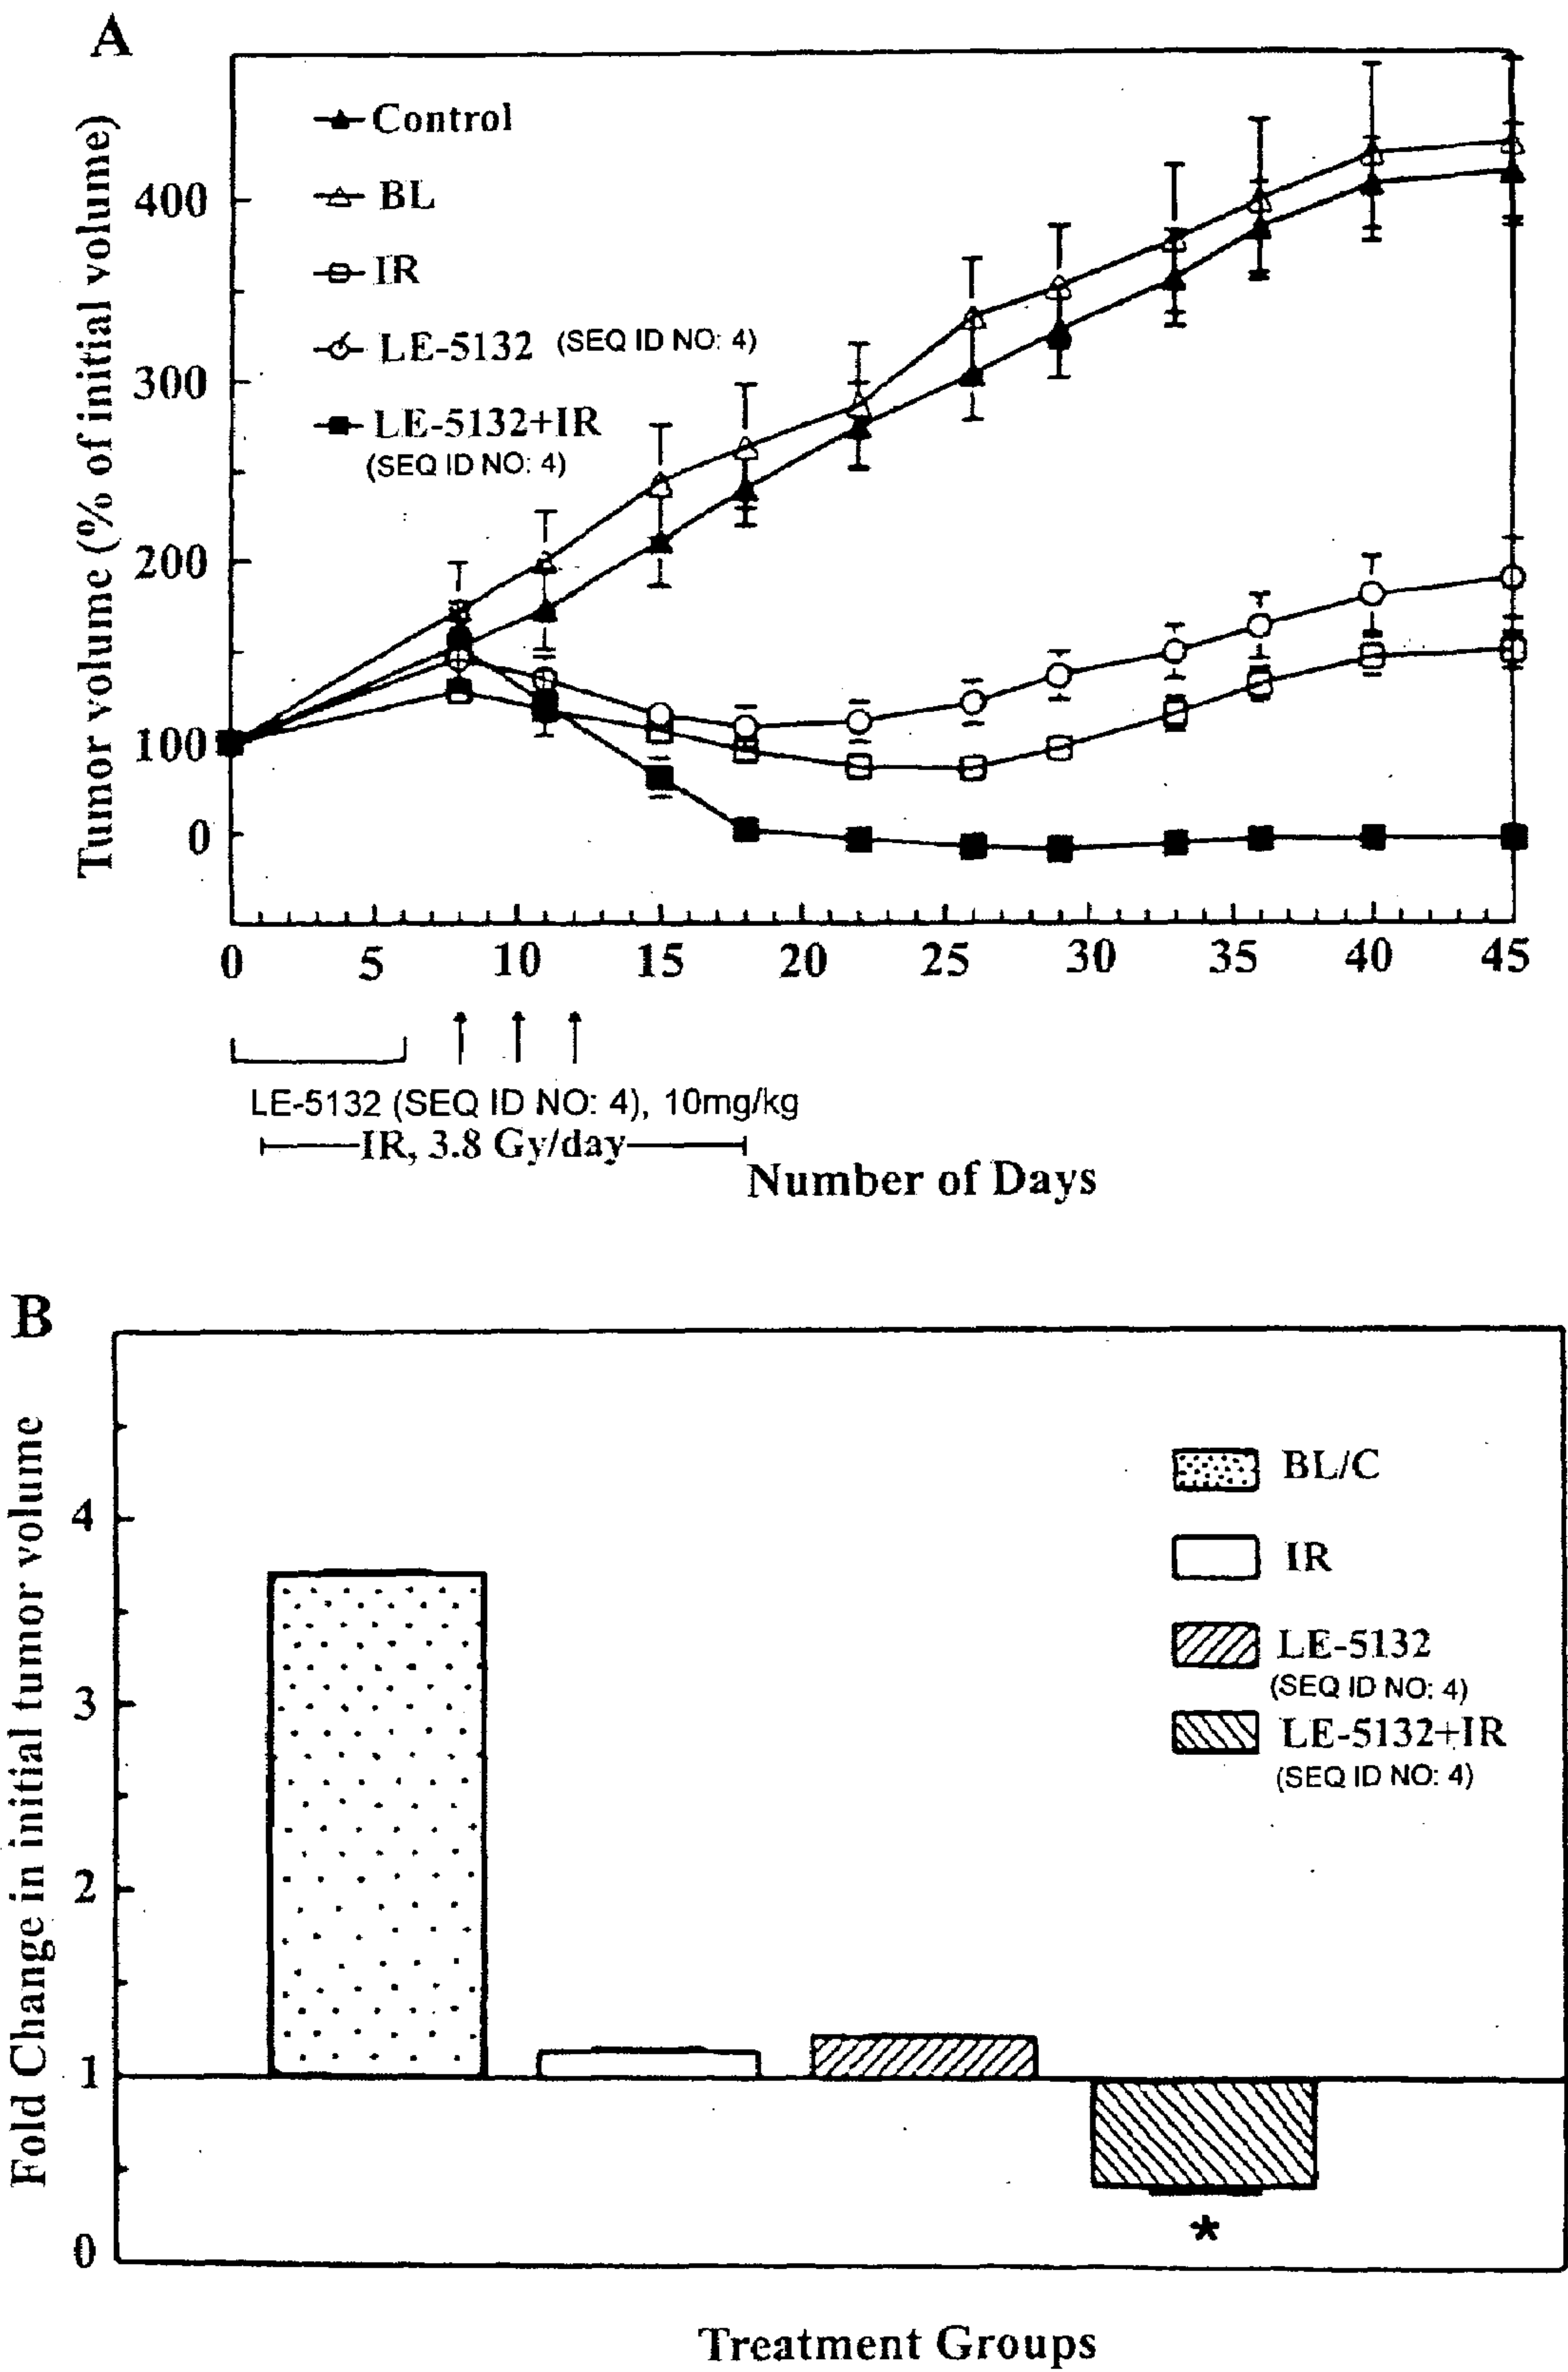 A
Tumor volume (% of initial volume)
400
300
200
100
0
Control
BL
IR
LE-5132 (SEQ ID NO: 4)
LE-5132+IR
(SEQ ID NO: 4)
0 5 10 15 20 25 30 35 40 45
LE-5132 (SEQ ID NO: 4), 10mg/kg
IR, 3.8 Gy/day
Number of Days
B
Fold Change in initial tumor volume
4
3
2
1
0
BL/C
IR
LE-5132
(SEQ ID NO: 4)
LE-5132+IR
(SEQ ID NO: 4)
*
Treatment Groups